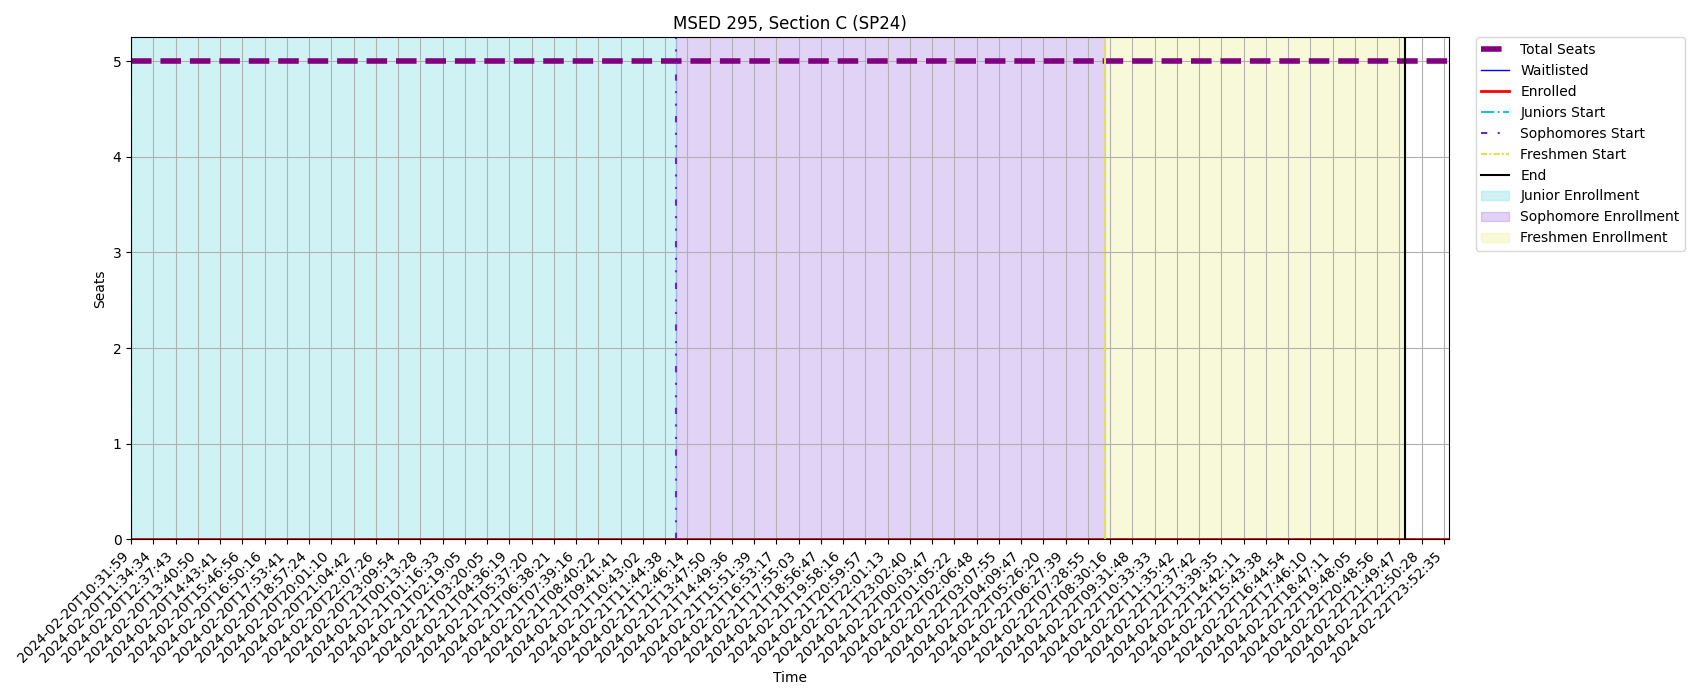 MSED 295, Section C (SP24)
Total Seats
Waitlisted
Enrolled
Juniors Start
Sophomores Start
Freshmen Start
End
Junior Enrollment
Sophomore Enrollment
Freshmen Enrollment
5
4
3
2
1
0
Seats
2024-02-20T10:31:59
2024-02-20T11:34:34
2024-02-20T12:37:43
2024-02-20T13:40:50
2024-02-20T14:43:41
2024-02-20T15:46:56
2024-02-20T16:50:16
2024-02-20T17:53:41
2024-02-20T18:57:24
2024-02-20T20:01:10
2024-02-20T21:04:42
2024-02-20T22:07:26
2024-02-20T23:09:54
2024-02-21T00:13:28
2024-02-21T01:16:33
2024-02-21T02:19:05
2024-02-21T03:20:05
2024-02-21T04:36:19
2024-02-21T05:37:20
2024-02-21T06:38:21
2024-02-21T07:39:16
2024-02-21T08:40:22
2024-02-21T09:41:41
2024-02-21T10:43:02
2024-02-21T11:44:38
2024-02-21T12:46:14
2024-02-21T13:47:50
2024-02-21T14:49:36
2024-02-21T15:51:39
2024-02-21T16:53:17
2024-02-21T17:55:03
2024-02-21T18:56:47
2024-02-21T19:58:16
2024-02-21T20:59:57
2024-02-21T22:01:13
2024-02-21T23:02:40
2024-02-22T00:03:47
2024-02-22T01:05:22
2024-02-22T02:06:48
2024-02-22T03:07:55
2024-02-22T04:09:47
2024-02-22T05:26:20
2024-02-22T06:27:39
2024-02-22T07:28:55
2024-02-22T08:30:16
2024-02-22T09:31:48
2024-02-22T10:33:33
2024-02-22T11:35:42
2024-02-22T12:37:42
2024-02-22T13:39:35
2024-02-22T14:42:11
2024-02-22T15:43:38
2024-02-22T16:44:54
2024-02-22T17:46:10
2024-02-22T18:47:11
2024-02-22T19:48:05
2024-02-22T20:48:56
2024-02-22T21:49:47
2024-02-22T22:50:28
2024-02-22T23:52:35
Time